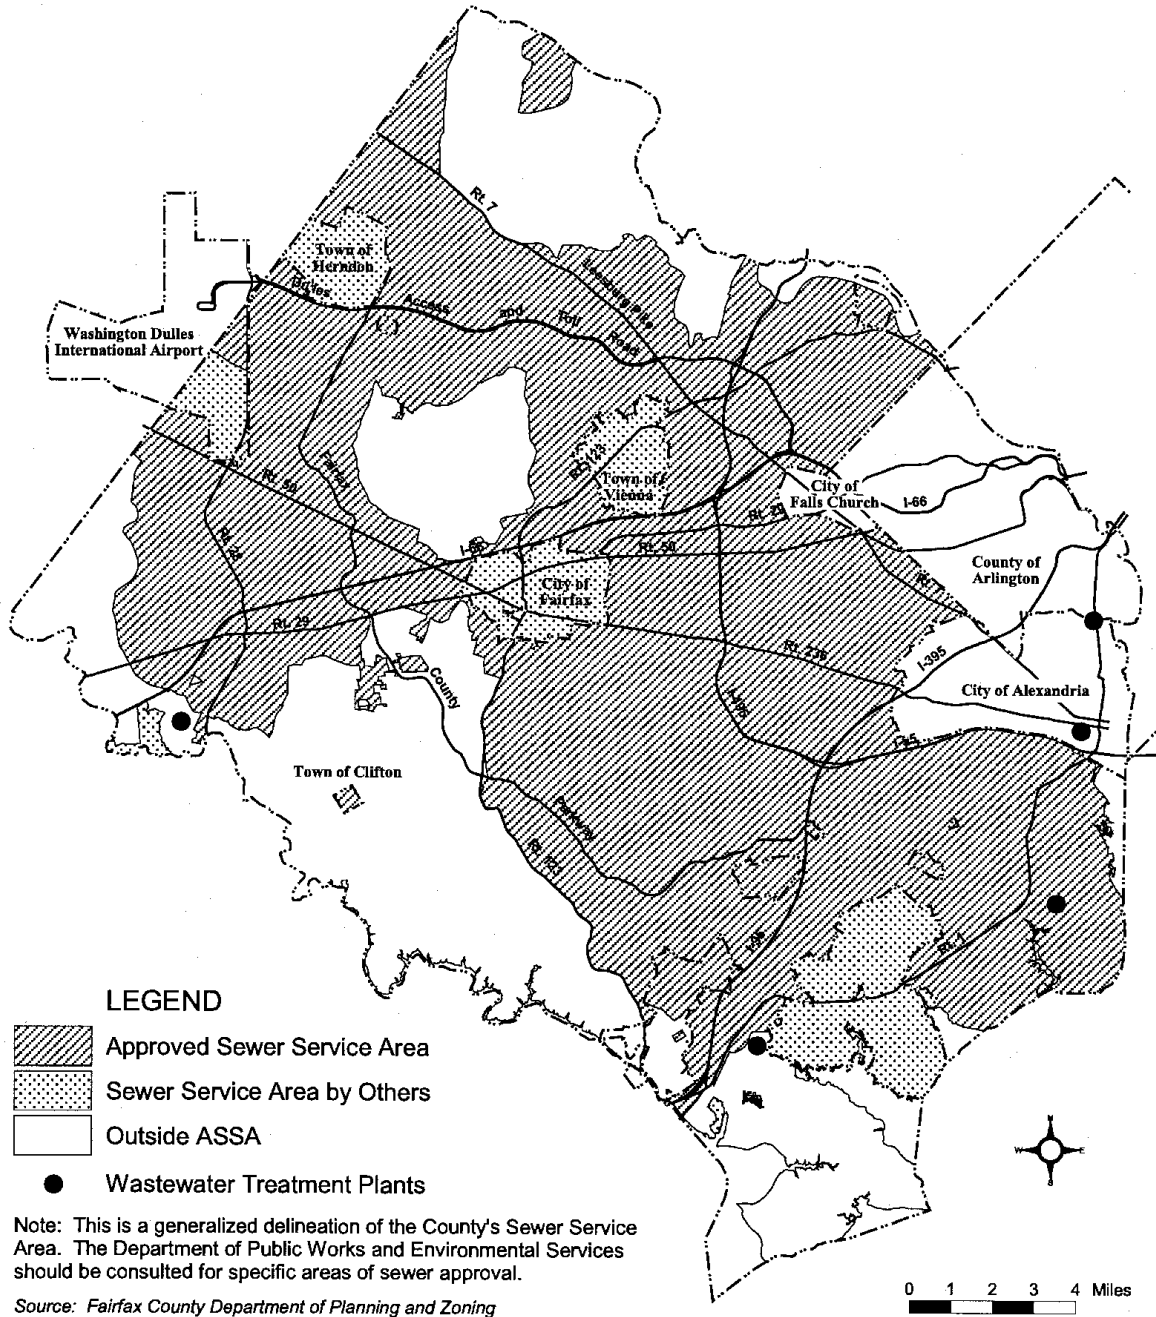 Rt. 7
Town of
Herndon
Leesburg Pike
Dulles
Access
and
Toll
Road
Washington Dulles
International Airport
Rt. 50
Fairfax
Rt. 123
Town of
Vienna
City of
Falls Church
I-66
Rt. 29
Rt. 28
I-66
Rt. 50
County of
Arlington
City of
Fairfax
Rt. 7
Rt. 29
Rt. 236
I-395
County
City of Alexandria
I-495
I-95
Town of Clifton
Parkway
Rt. 123
I-95
Rt. 1
LEGEND
Approved Sewer Service Area
Sewer Service Area by Others
Outside ASSA
Wastewater Treatment Plants
N
W
E
S
Note: This is a generalized delineation of the County's Sewer Service
Area. The Department of Public Works and Environmental Services
should be consulted for specific areas of sewer approval.
0 1 2 3 4 Miles
Source: Fairfax County Department of Planning and Zoning